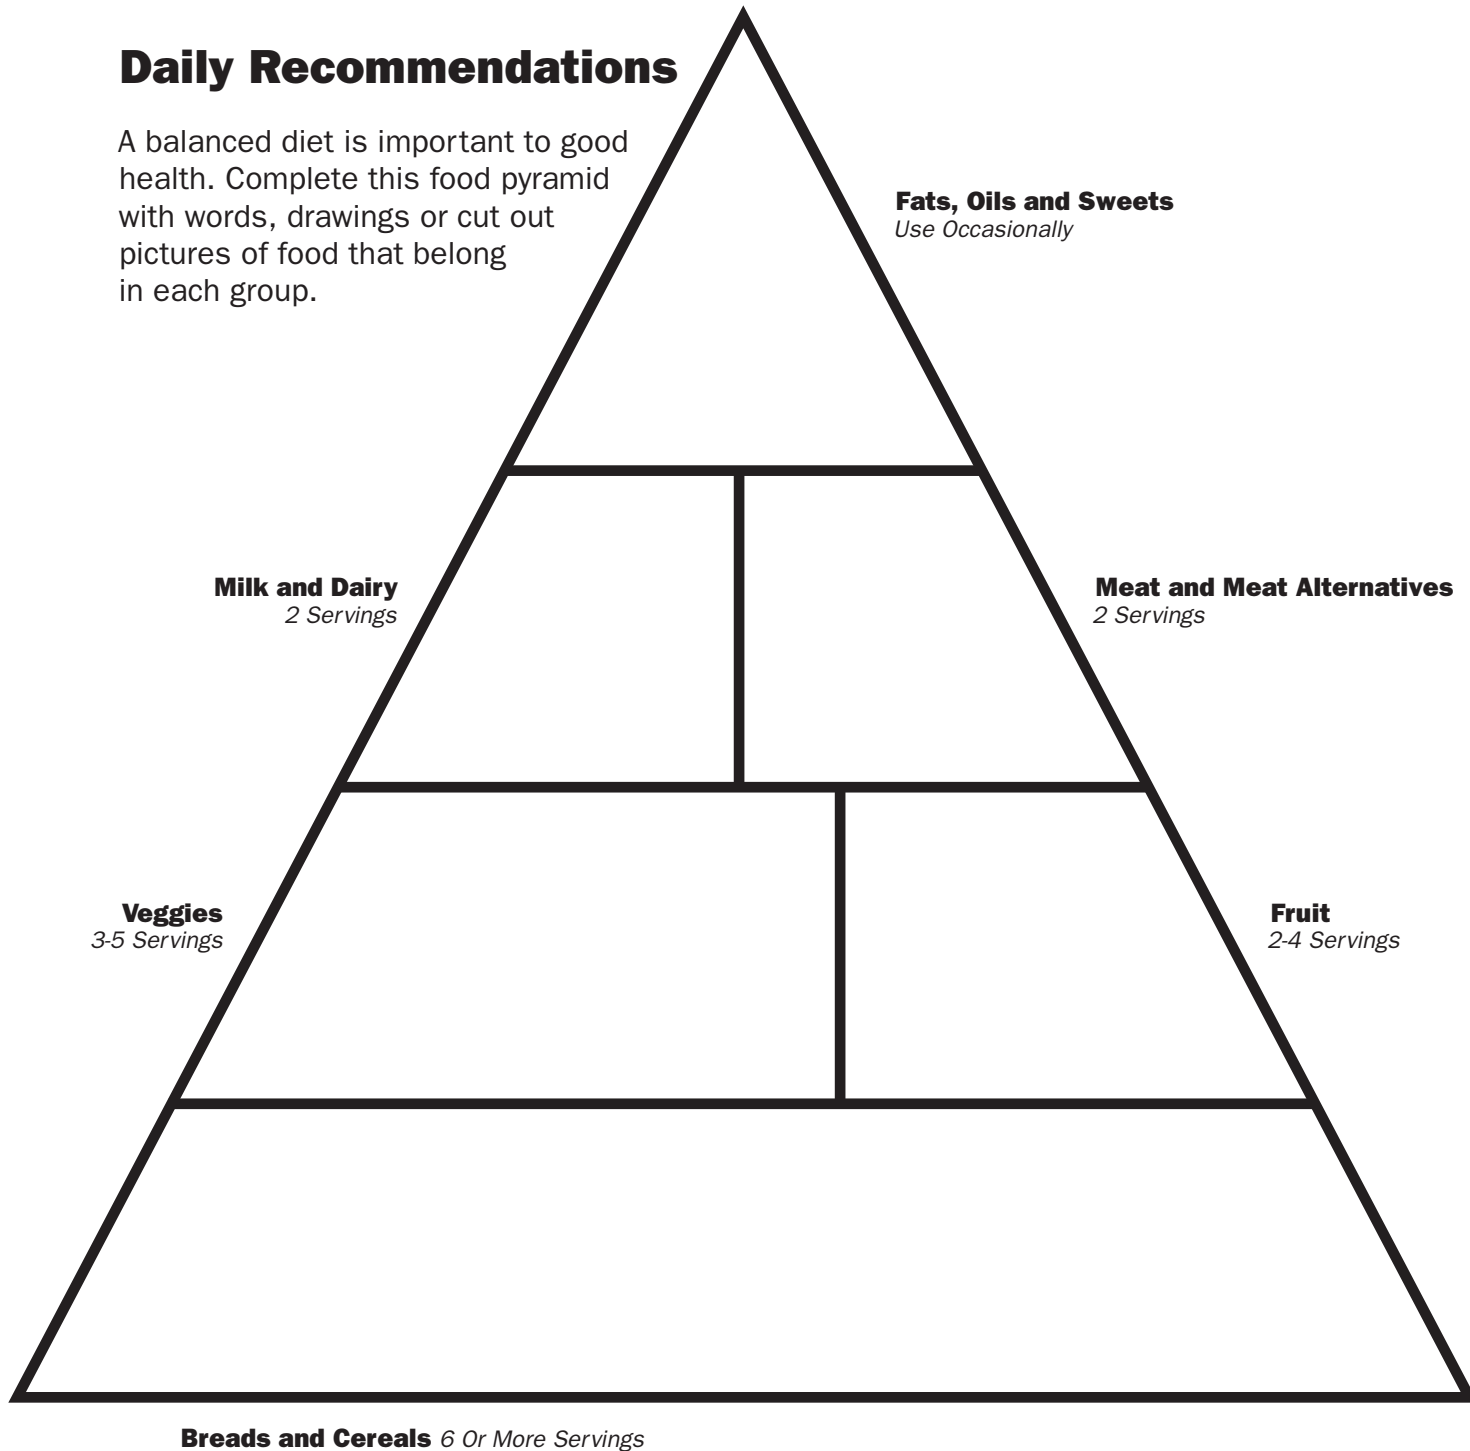 Daily Recommendations
A balanced diet is important to good
health. Complete this food pyramid
with words, drawings or cut out
pictures of food that belong
in each group.
Fats, Oils and Sweets
Use Occasionally
Milk and Dairy
2 Servings
Meat and Meat Alternatives
2 Servings
Veggies
3-5 Servings
Fruit
2-4 Servings
Breads and Cereals 6 Or More Servings